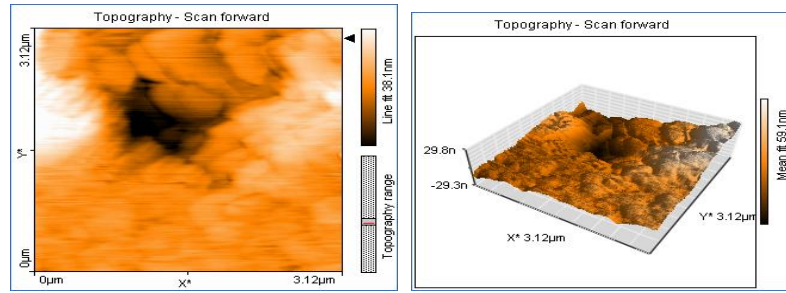 Topography - Scan forward
3.12µm
Y*
0µm
0µm
X*
3.12µm
Line fit 38.1nm
Topography range
Topography - Scan forward
29.8n
-29.3n
X* 3.12µm
Y* 3.12µm
Mean fit 59.1nm